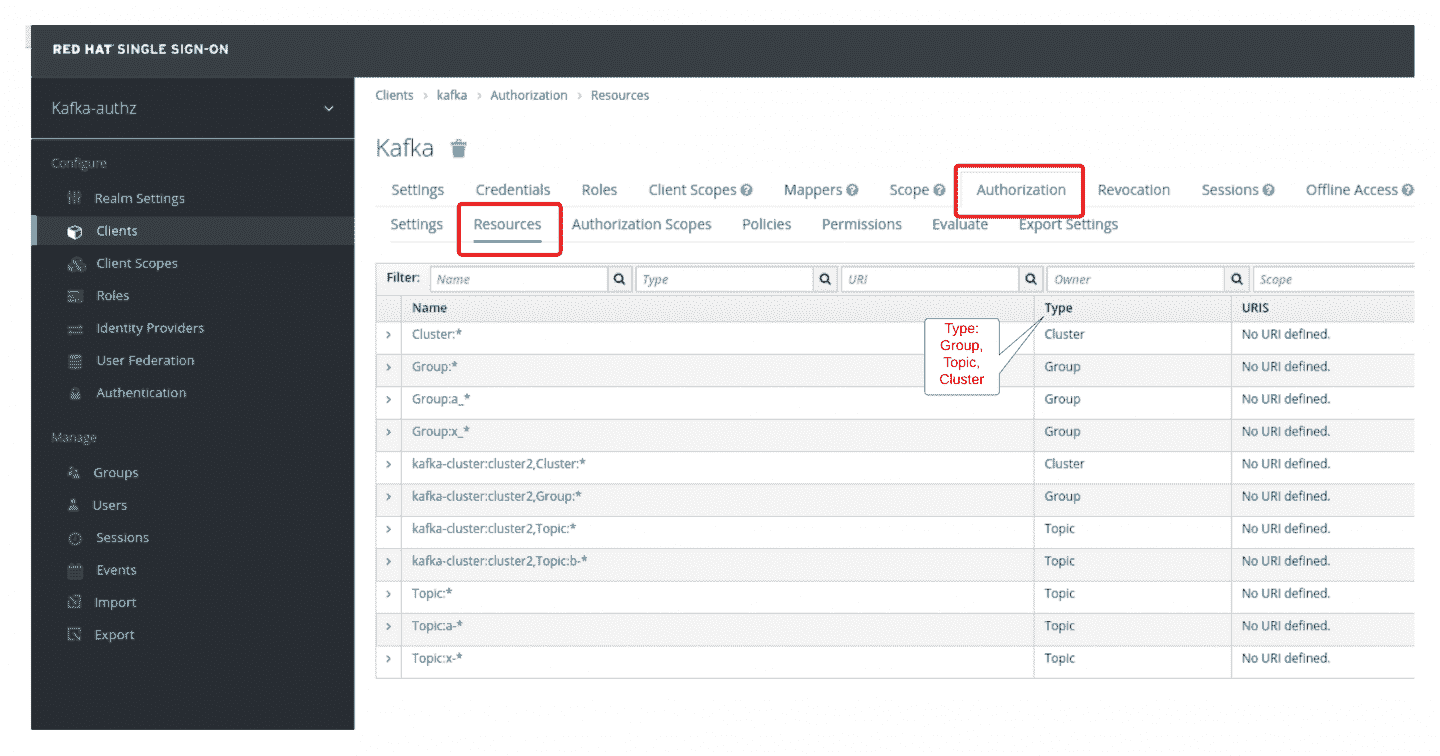 RED HAT SINGLE SIGN-ON
Kafka-authz
Clients > kafka > Authorization > Resources
Kafka
Configure
Realm Settings
Clients
Client Scopes
Roles
Identity Providers
User Federation
Authentication
Manage
Groups
Users
Sessions
Events
Import
Export
Settings Credentials Roles Client Scopes Mappers Scope Authorization Revocation Sessions Offline Access
Settings Resources Authorization Scopes Policies Permissions Evaluate Export Settings
Filter: Name Type URI Owner Scope
Name Type URIS
Type:
Group,
Topic,
Cluster
Cluster:* Cluster No URI defined.
Group:* Group No URI defined.
Group:a_* Group No URI defined.
Group:x_* Group No URI defined.
kafka-cluster:cluster2,Cluster:* Cluster No URI defined.
kafka-cluster:cluster2,Group:* Group No URI defined.
kafka-cluster:cluster2,Topic:* Topic No URI defined.
kafka-cluster:cluster2,Topic:b-* Topic No URI defined.
Topic:* Topic No URI defined.
Topic:a-* Topic No URI defined.
Topic:x-* Topic No URI defined.